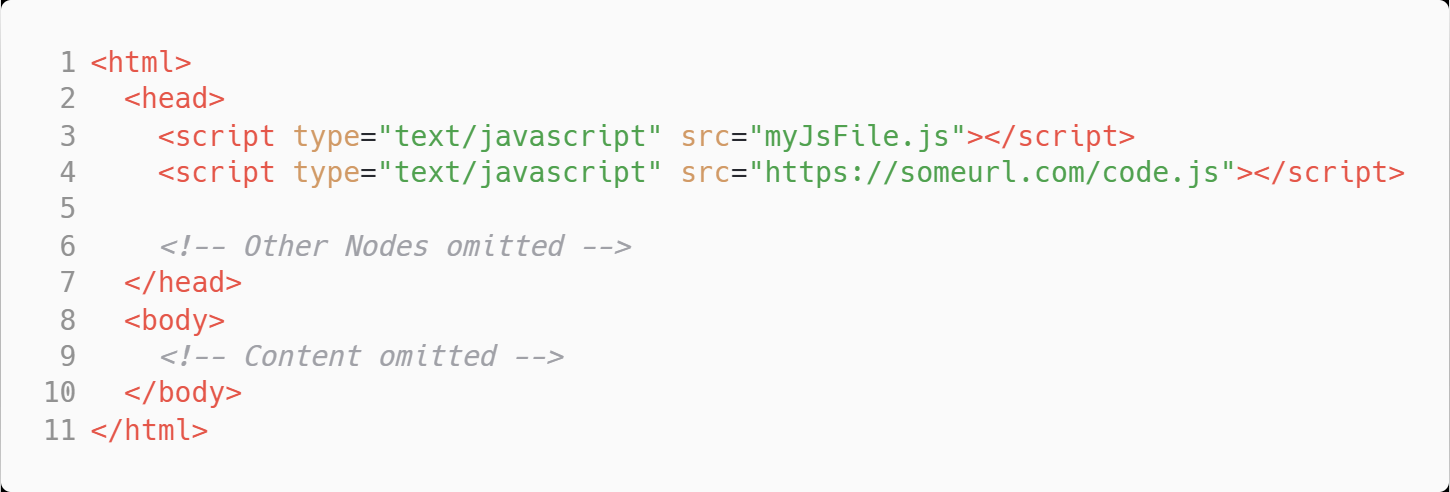 1 <html>
2   <head>
3     <script type="text/javascript" src="myJsFile.js"></script>
4     <script type="text/javascript" src="https://someurl.com/code.js"></script>
5
6     <!-- Other Nodes omitted -->
7   </head>
8   <body>
9     <!-- Content omitted -->
10   </body>
11 </html>